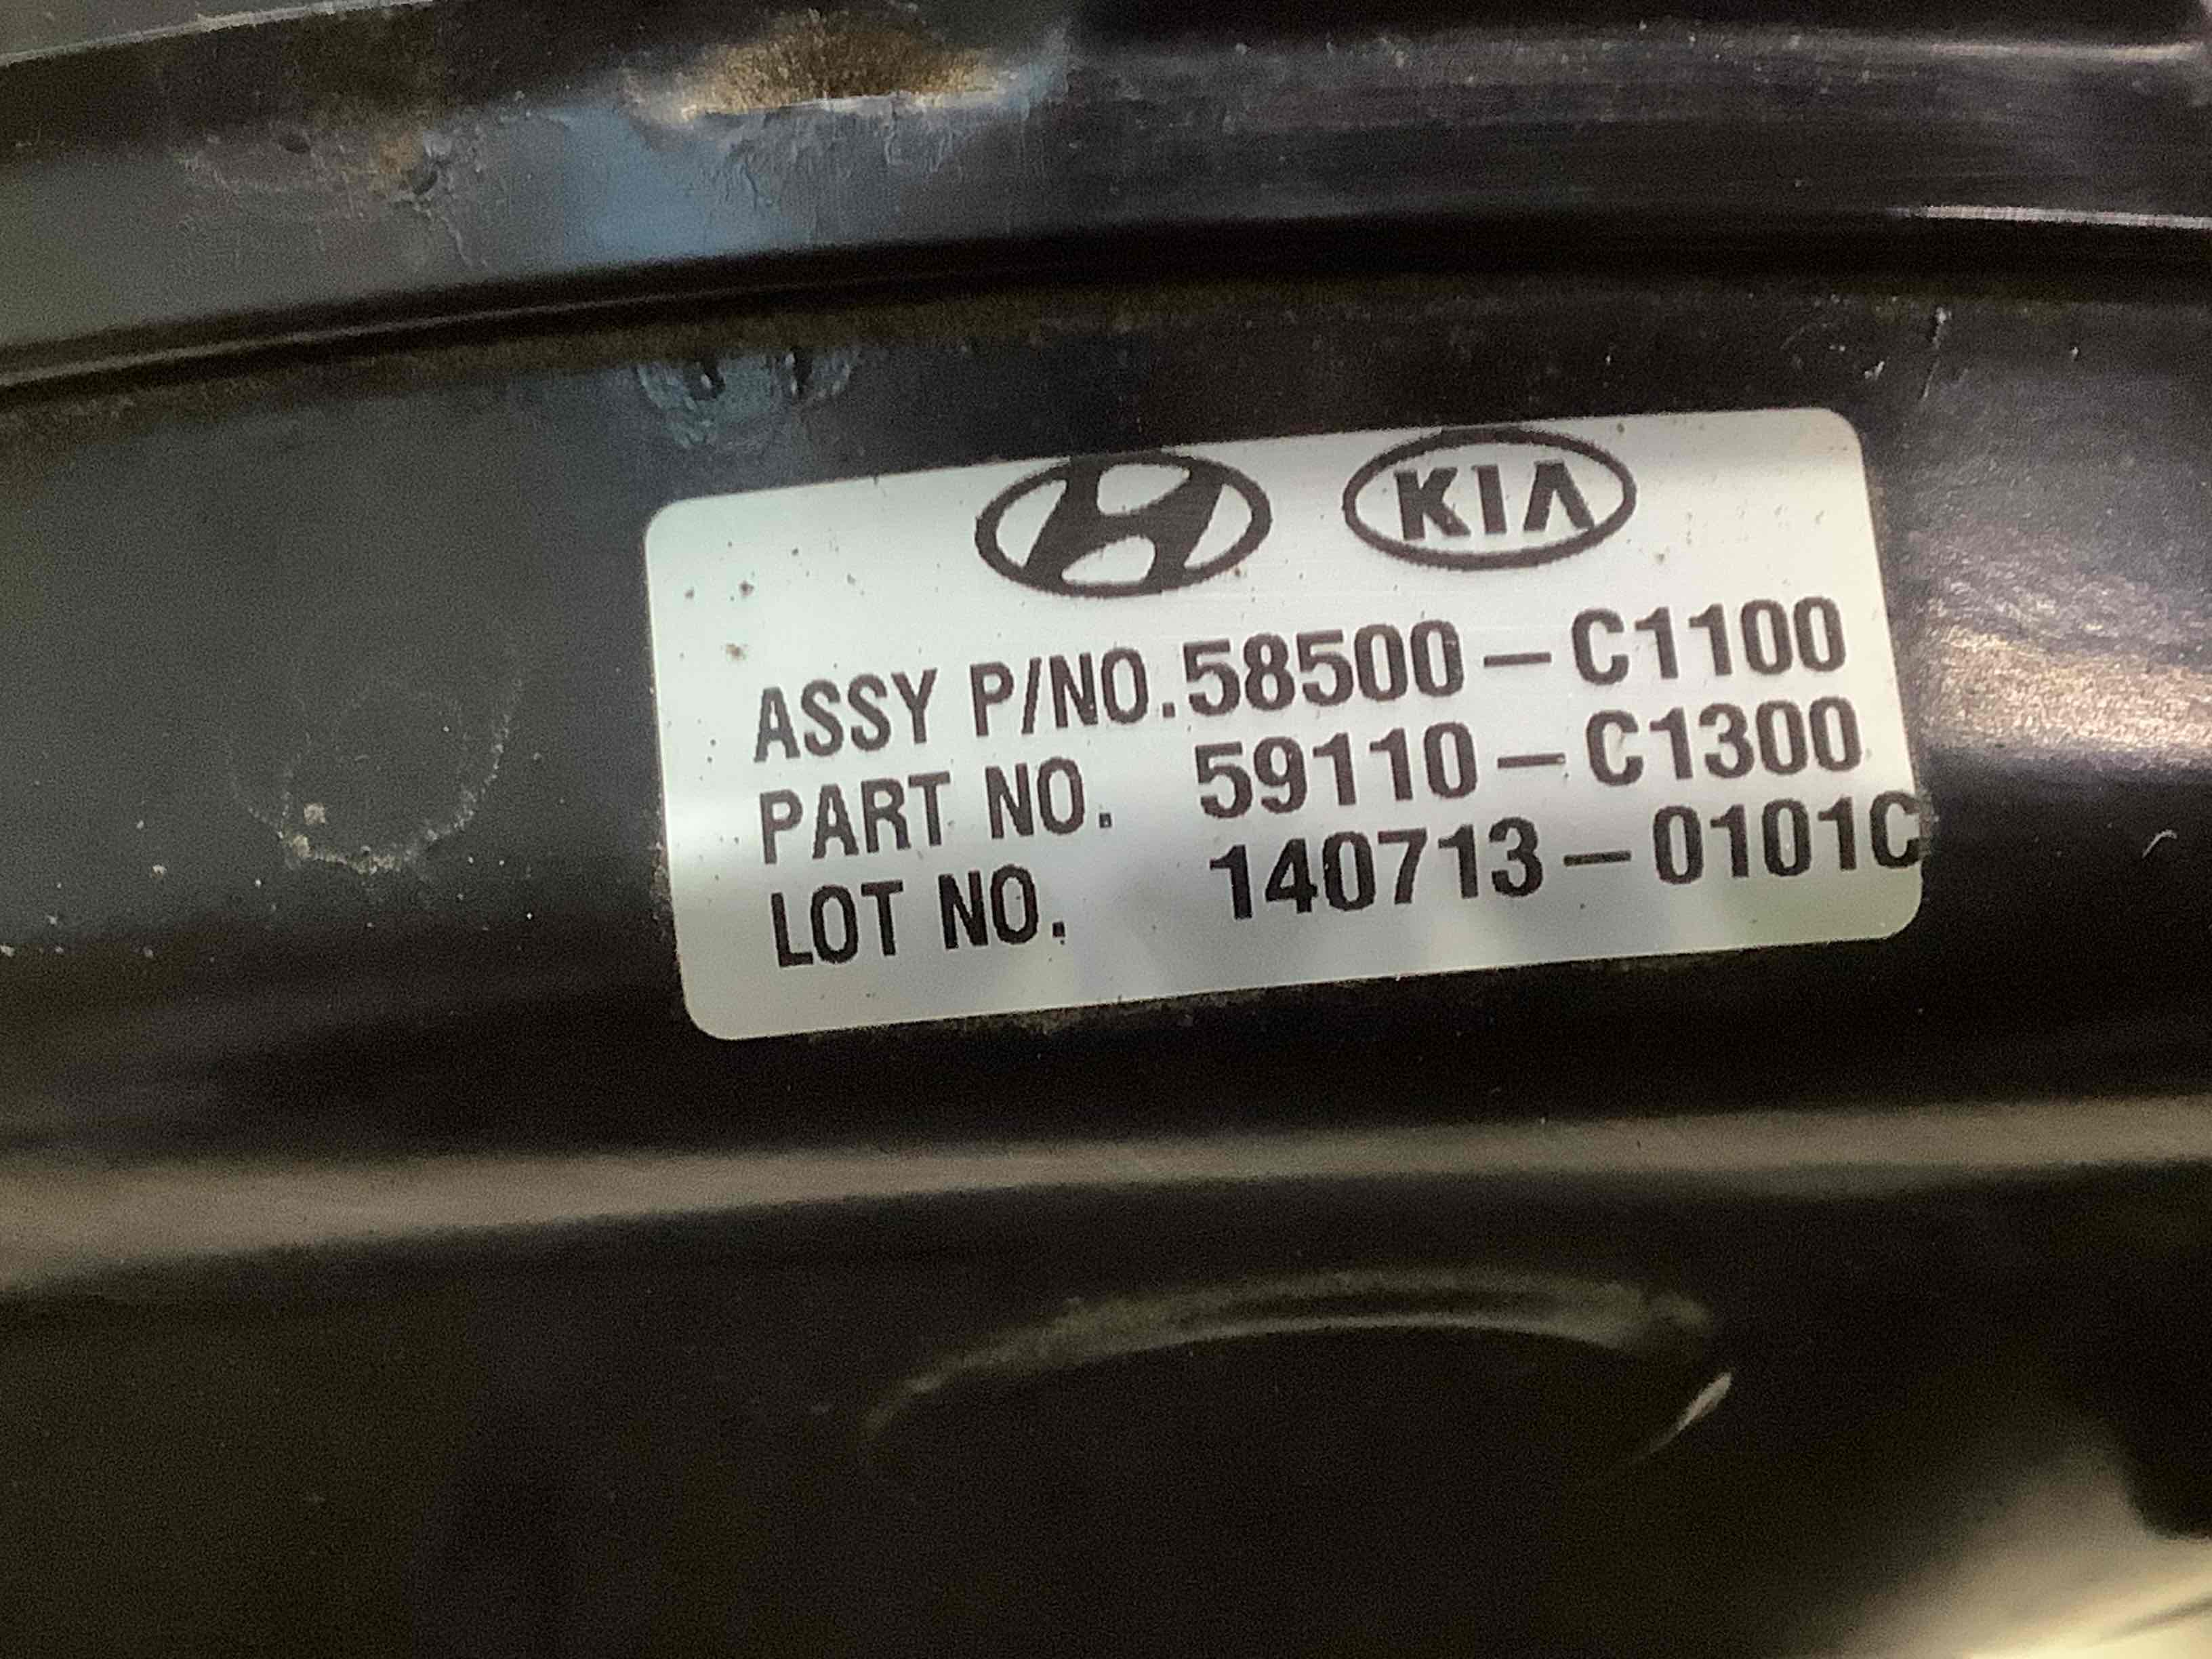 KIA
ASSY P/NO.58500-C1100
PART NO. 59110-C1300
LOT NO. 140713-0101C